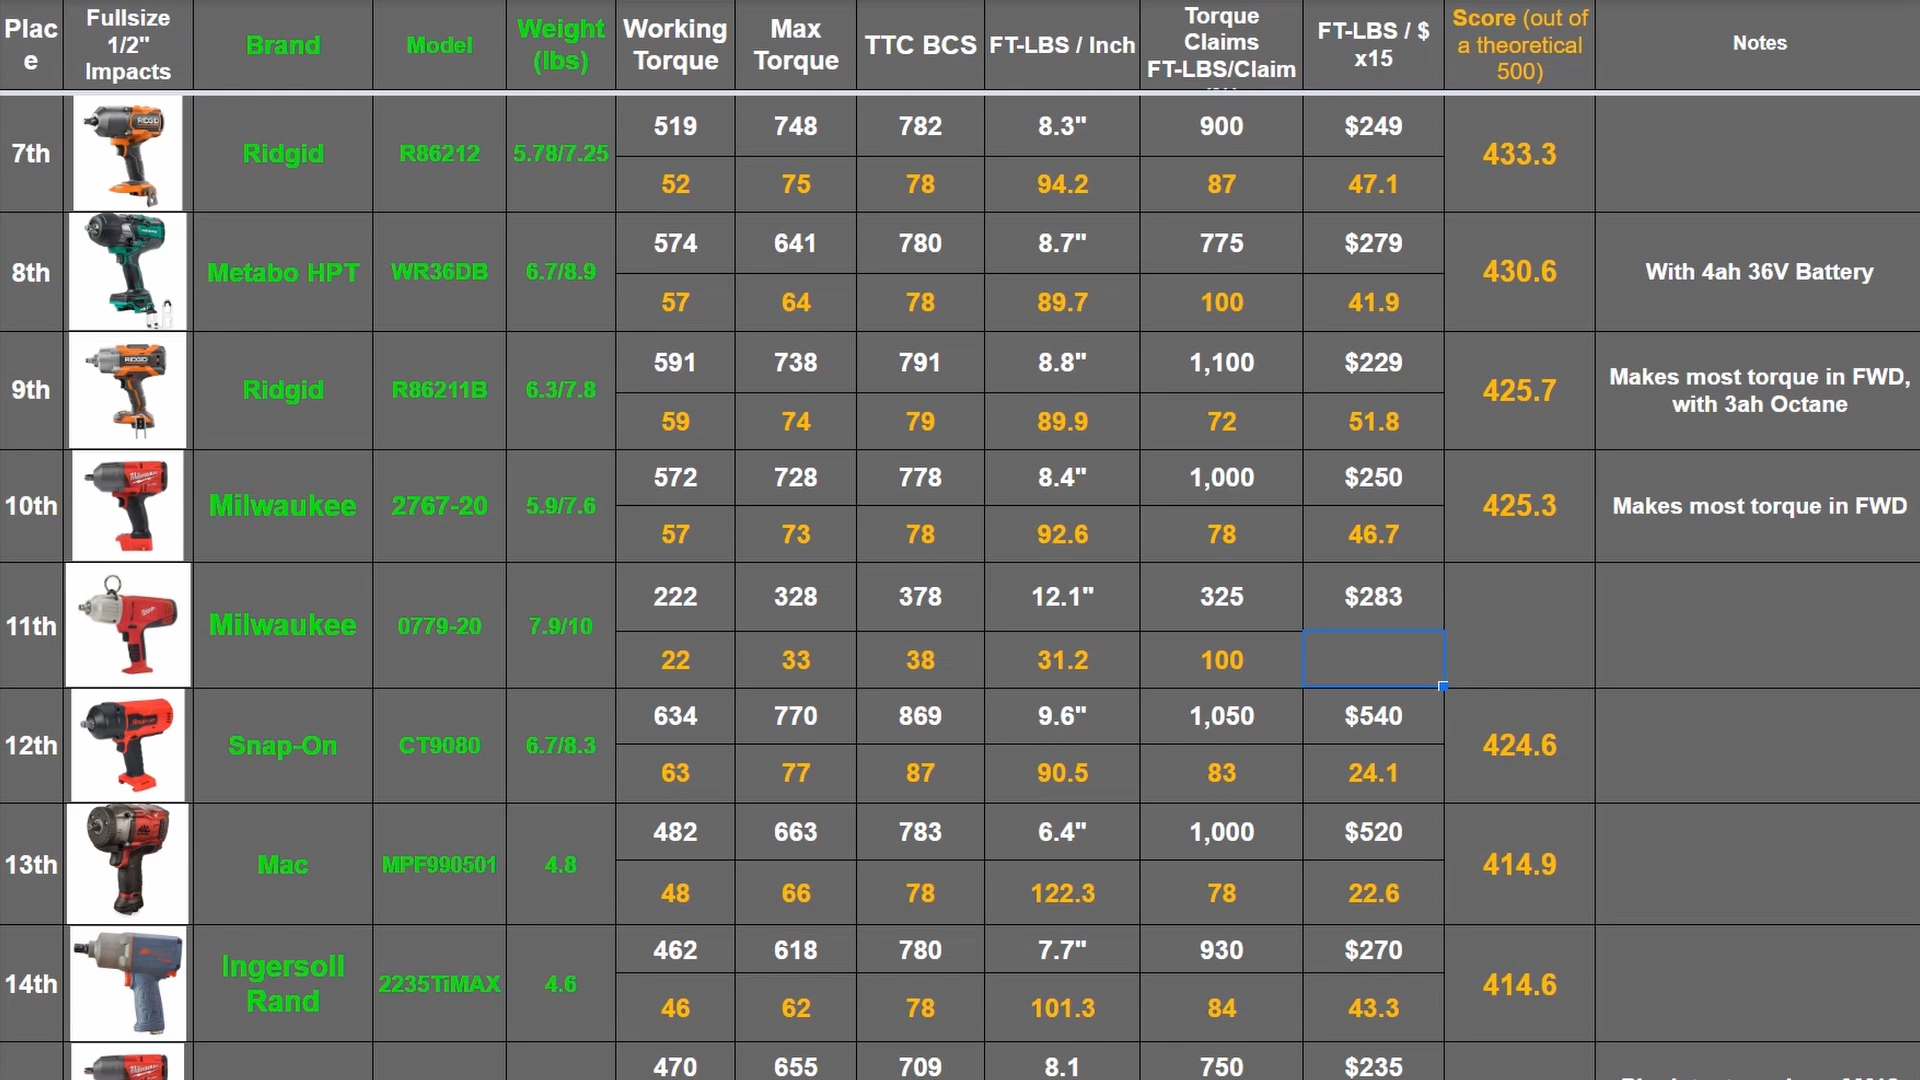 Plac
e
Fullsize
1/2"
Impacts
Brand
Model
Weight
(lbs)
Working
Torque
Max
Torque
TTC BCS
FT-LBS / Inch
Torque
Claims
FT-LBS/Claim
FT-LBS / $
x15
Score (out of
a theoretical
500)
Notes
7th
RIDGID
Ridgid
R86212
5.78/7.25
519
748
782
8.3"
900
$249
52
75
78
94.2
87
47.1
433.3
8th
Metabo HPT
WR36DB
6.7/8.9
574
641
780
8.7"
775
$279
57
64
78
89.7
100
41.9
430.6
With 4ah 36V Battery
9th
RIDGID
Ridgid
R86211B
6.3/7.8
591
738
791
8.8"
1,100
$229
59
74
79
89.9
72
51.8
425.7
Makes most torque in FWD,
with 3ah Octane
10th
Milwaukee
Milwaukee
2767-20
5.9/7.6
572
728
778
8.4"
1,000
$250
57
73
78
92.6
78
46.7
425.3
Makes most torque in FWD
11th
Milwaukee
0779-20
7.9/10
222
328
378
12.1"
325
$283
22
33
38
31.2
100
12th
Snap-on
Snap-On
CT9080
6.7/8.3
634
770
869
9.6"
1,050
$540
63
77
87
90.5
83
24.1
424.6
13th
Mac
MPF990501
4.8
482
663
783
6.4"
1,000
$520
48
66
78
122.3
78
22.6
414.9
14th
Ingersoll
Rand
2235TiMAX
4.6
462
618
780
7.7"
930
$270
46
62
78
101.3
84
43.3
414.6
470
655
709
8.1
750
$235